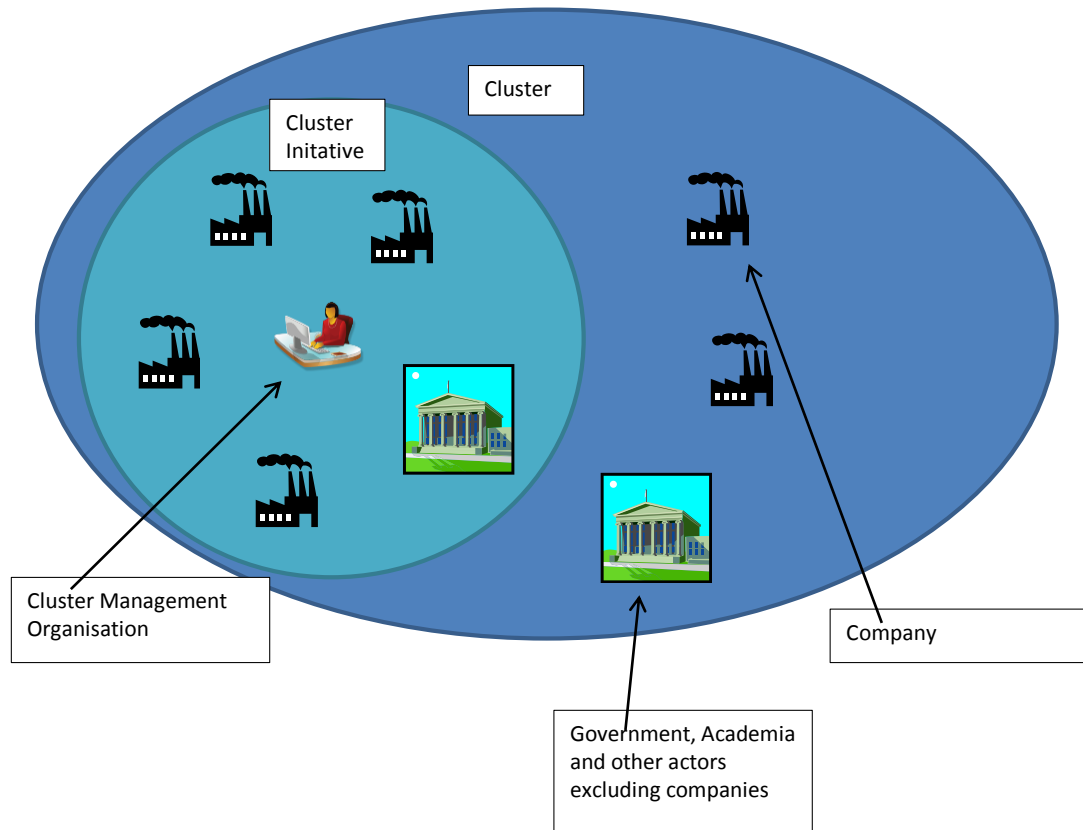 Cluster
Cluster
Initative
Cluster Management
Organisation
Company
Government, Academia
and other actors
excluding companies